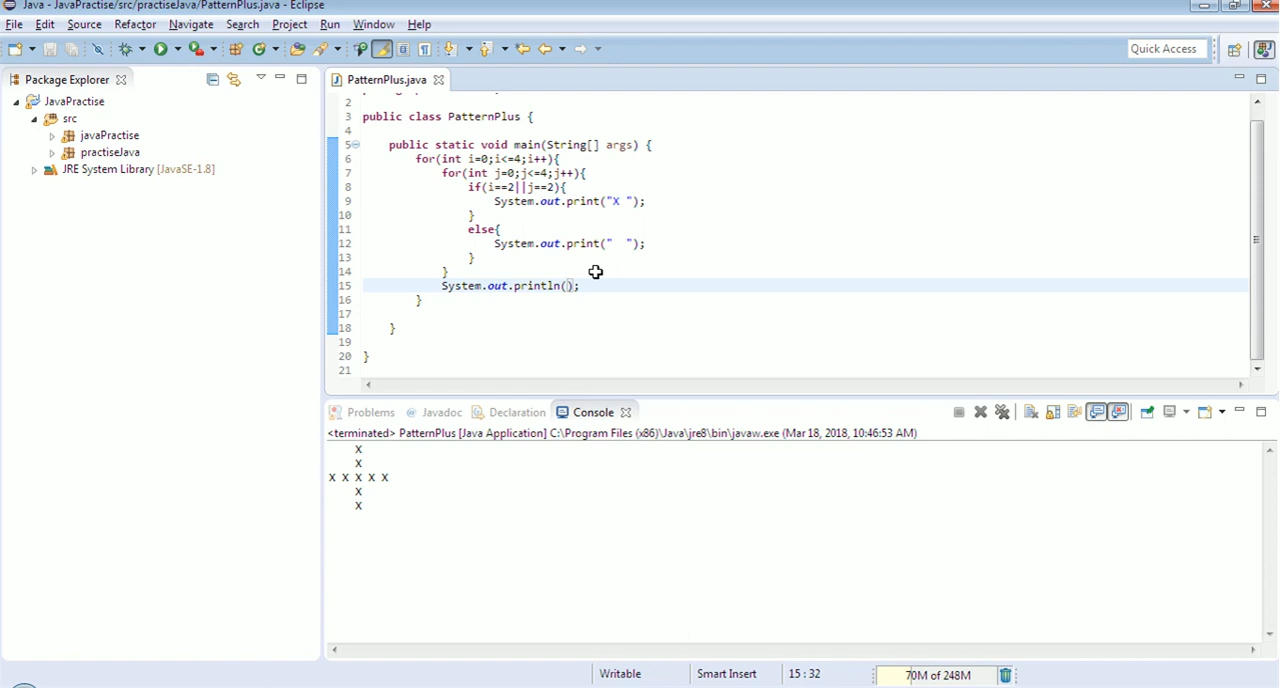 Java - JavaPractise/src/practiseJava/PatternPlus.java - Eclipse
File Edit Source Refactor Navigate Search Project Run Window Help
Quick Access
Package Explorer
JavaPractise
src
javaPractise
practiseJava
JRE System Library [JavaSE-1.8]
PatternPlus.java
2
3 public class PatternPlus {
4
5 public static void main(String[] args) {
6 for(int i=0;i<=4;i++){
7 for(int j=0;j<=4;j++){
8 if(i==2||j==2){
9 System.out.print("X ");
10 }
11 else{
12 System.out.print("  ");
13 }
14 }
15 System.out.println();
16 }
17
18 }
19
20 }
21
Problems @ Javadoc Declaration Console
<terminated> PatternPlus [Java Application] C:\Program Files (x86)\Java\jre8\bin\javaw.exe (Mar 18, 2018, 10:46:53 AM)
X
X
X X X X X
X
X
Writable Smart Insert 15 : 32 70M of 248M